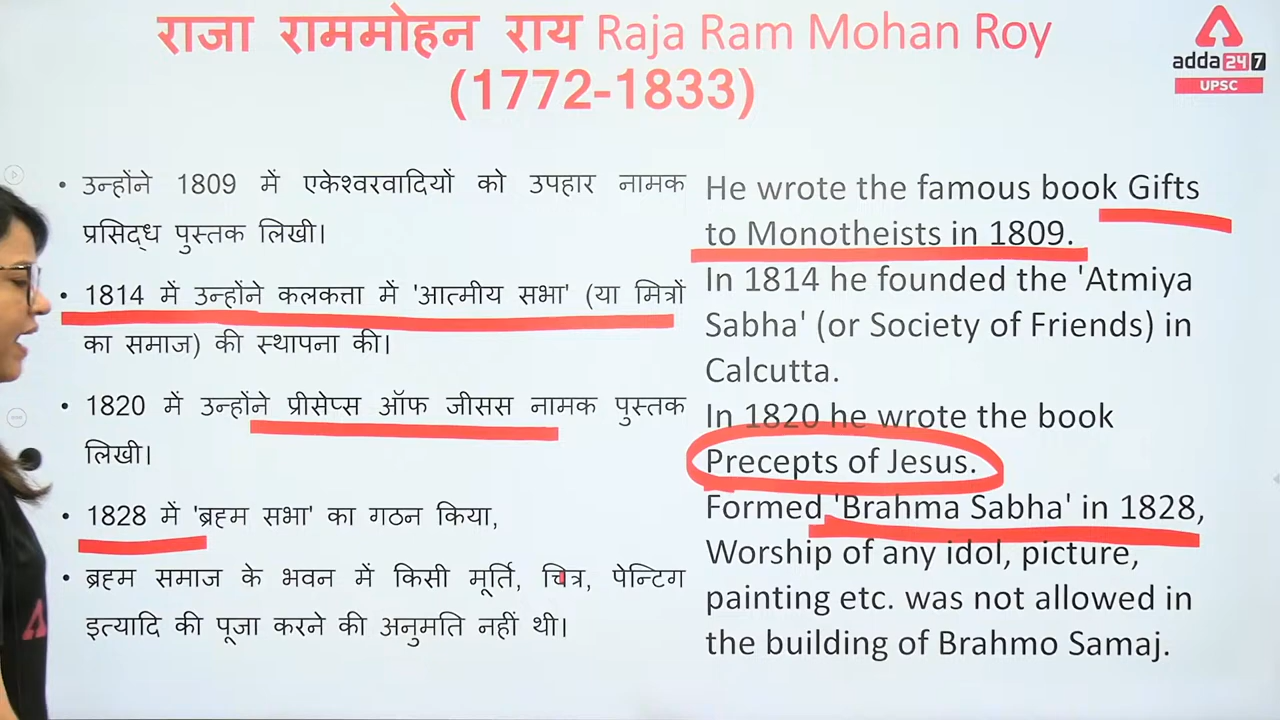 राजा राममोहन राय Raja Ram Mohan Roy
(1772-1833)
adda247
UPSC
• उन्होंने 1809 में एकेश्वरवादियों को उपहार नामक
प्रसिद्ध पुस्तक लिखी।
• 1814 में उन्होंने कलकत्ता में 'आत्मीय सभा' (या मित्रों
का समाज) की स्थापना की।
• 1820 में उन्होंने प्रीसेप्स ऑफ जीसस नामक पुस्तक
लिखी।
• 1828 में 'ब्रह्म सभा' का गठन किया,
• ब्रह्म समाज के भवन में किसी मूर्ति, चित्र, पेन्टिग
इत्यादि की पूजा करने की अनुमति नहीं थी।
He wrote the famous book Gifts
to Monotheists in 1809.
In 1814 he founded the 'Atmiya
Sabha' (or Society of Friends) in
Calcutta.
In 1820 he wrote the book
Precepts of Jesus.
Formed 'Brahma Sabha' in 1828,
Worship of any idol, picture,
painting etc. was not allowed in
the building of Brahmo Samaj.